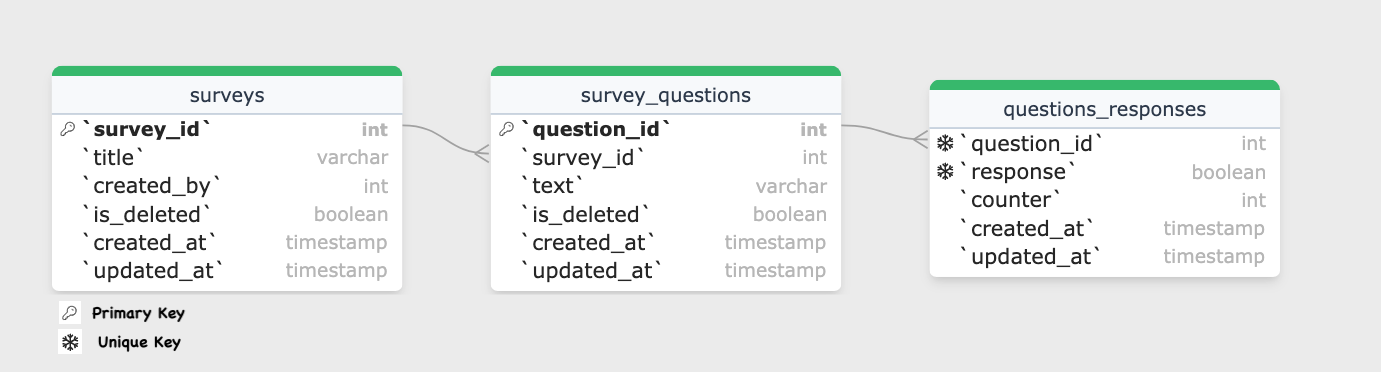 surveys
`survey_id` int
`title` varchar
`created_by` int
`is_deleted` boolean
`created_at` timestamp
`updated_at` timestamp
survey_questions
`question_id` int
`survey_id` int
`text` varchar
`is_deleted` boolean
`created_at` timestamp
`updated_at` timestamp
questions_responses
`question_id` int
`response` boolean
`counter` int
`created_at` timestamp
`updated_at` timestamp
Primary Key
Unique Key